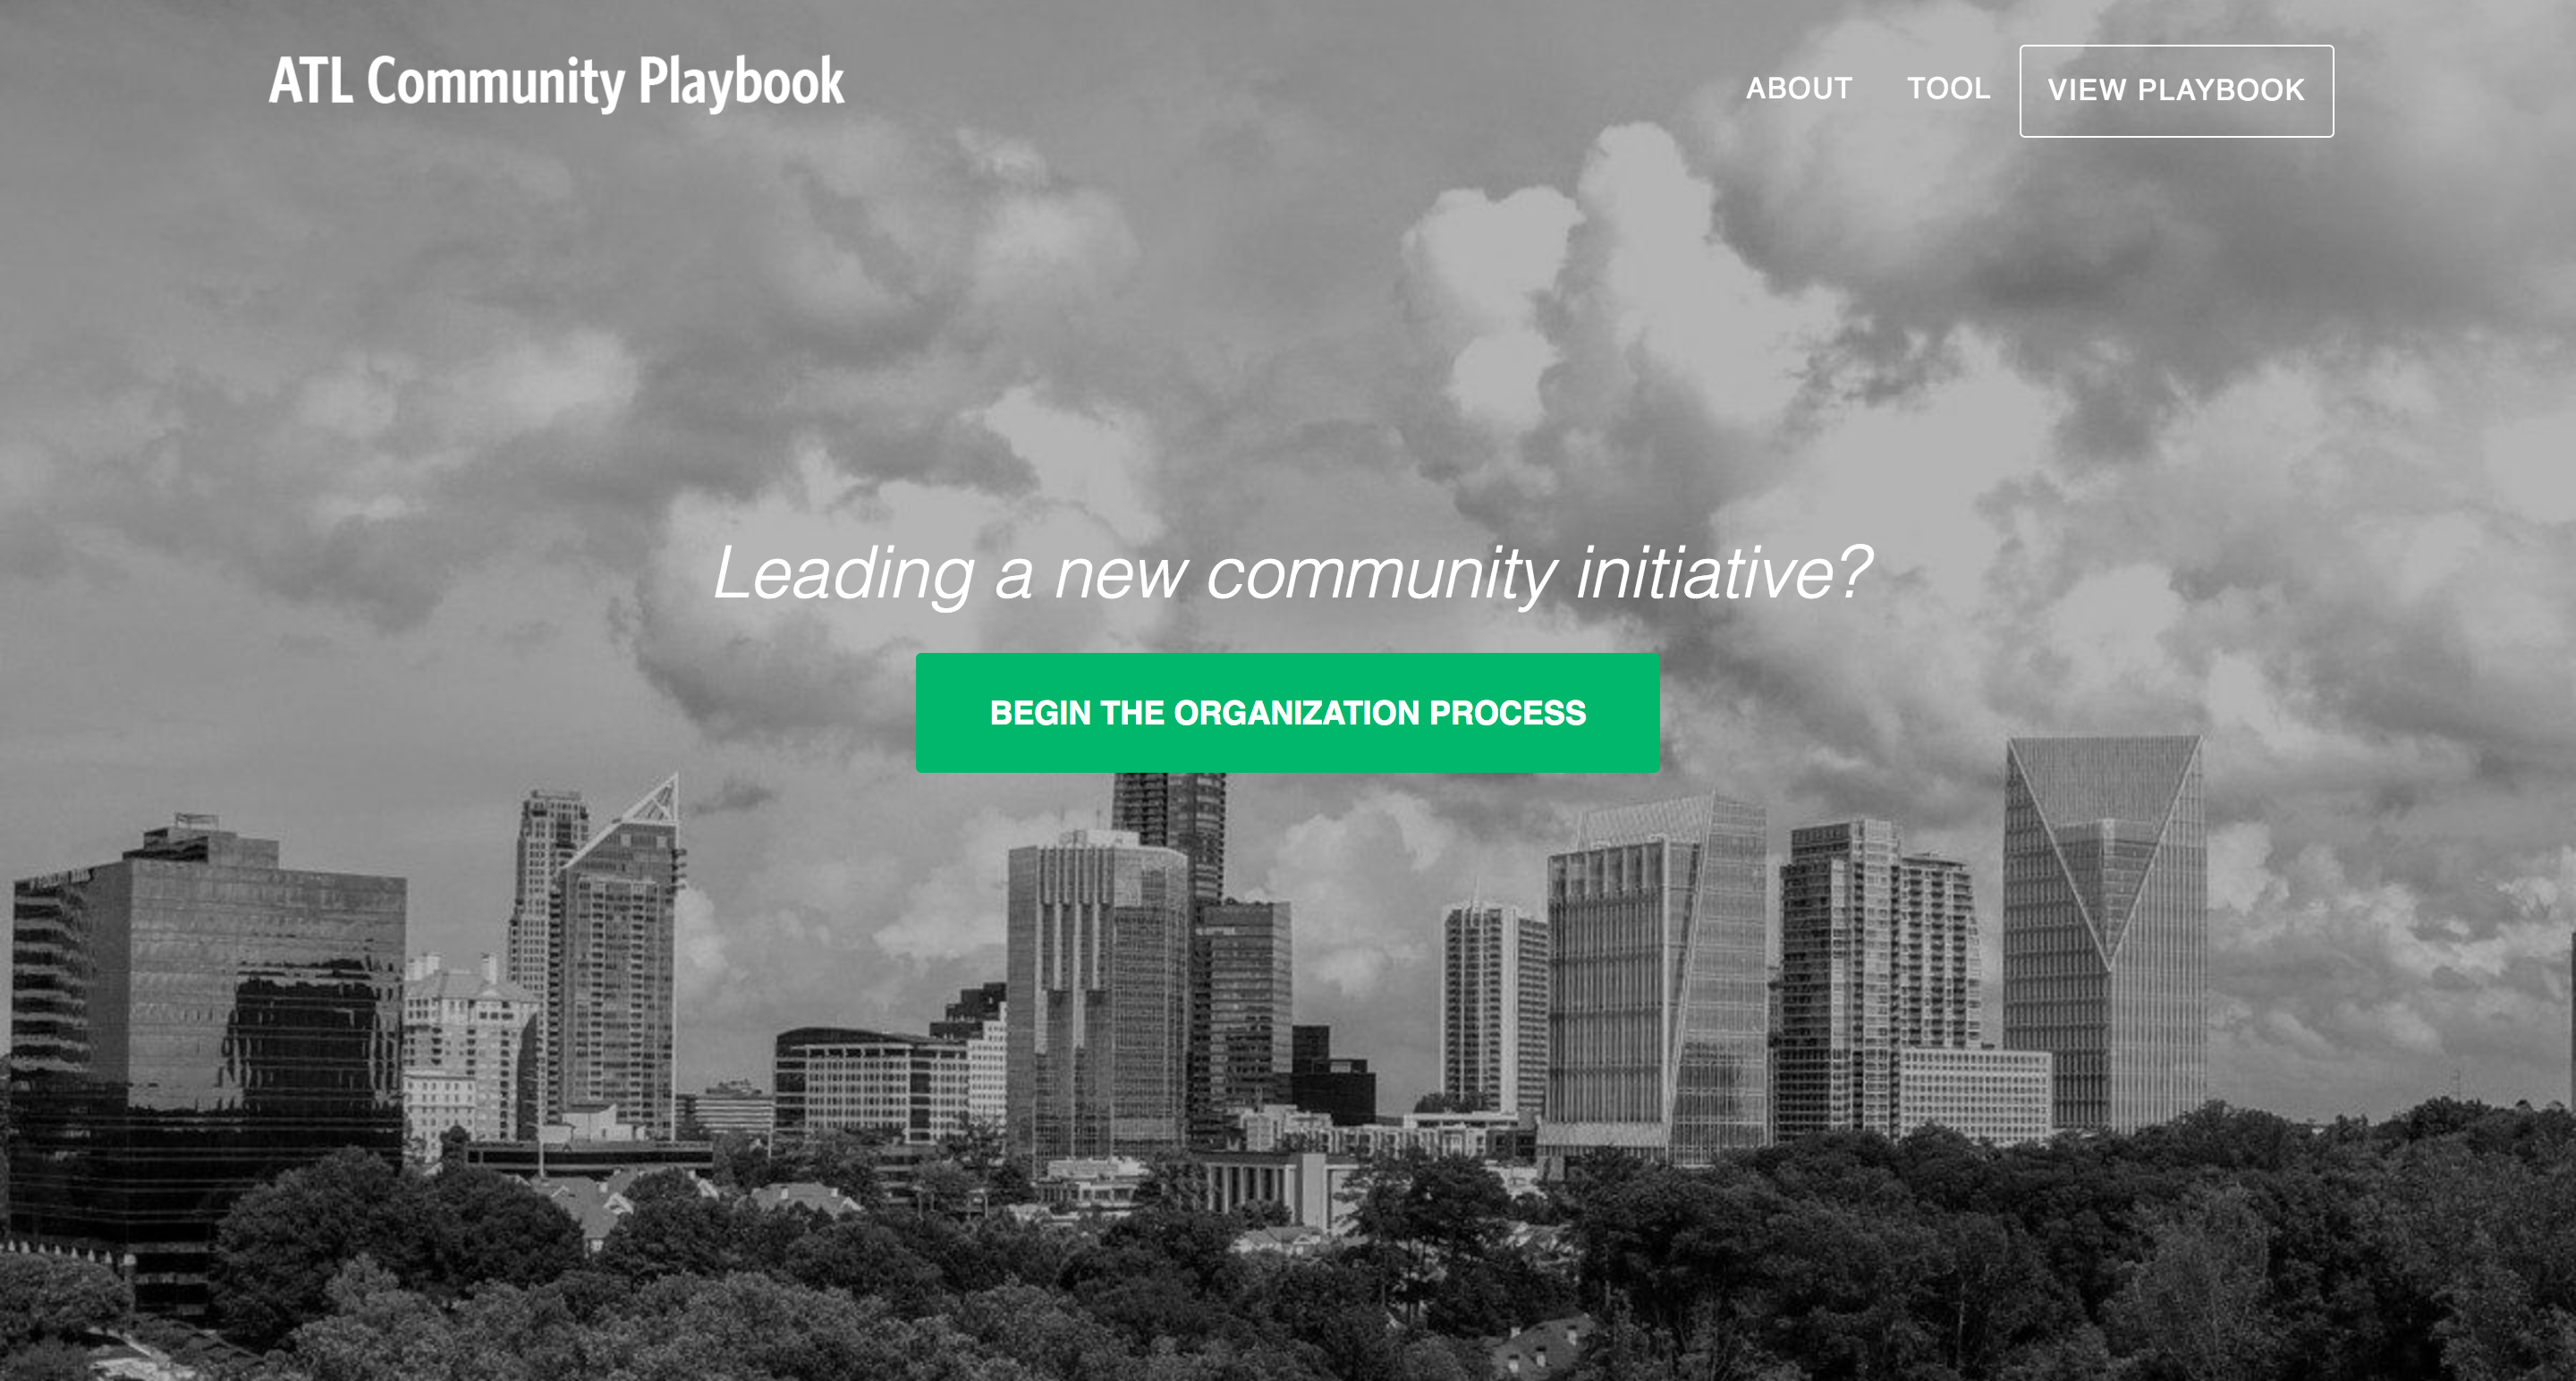 ATL Community Playbook
ABOUT TOOL VIEW PLAYBOOK
Leading a new community initiative?
BEGIN THE ORGANIZATION PROCESS